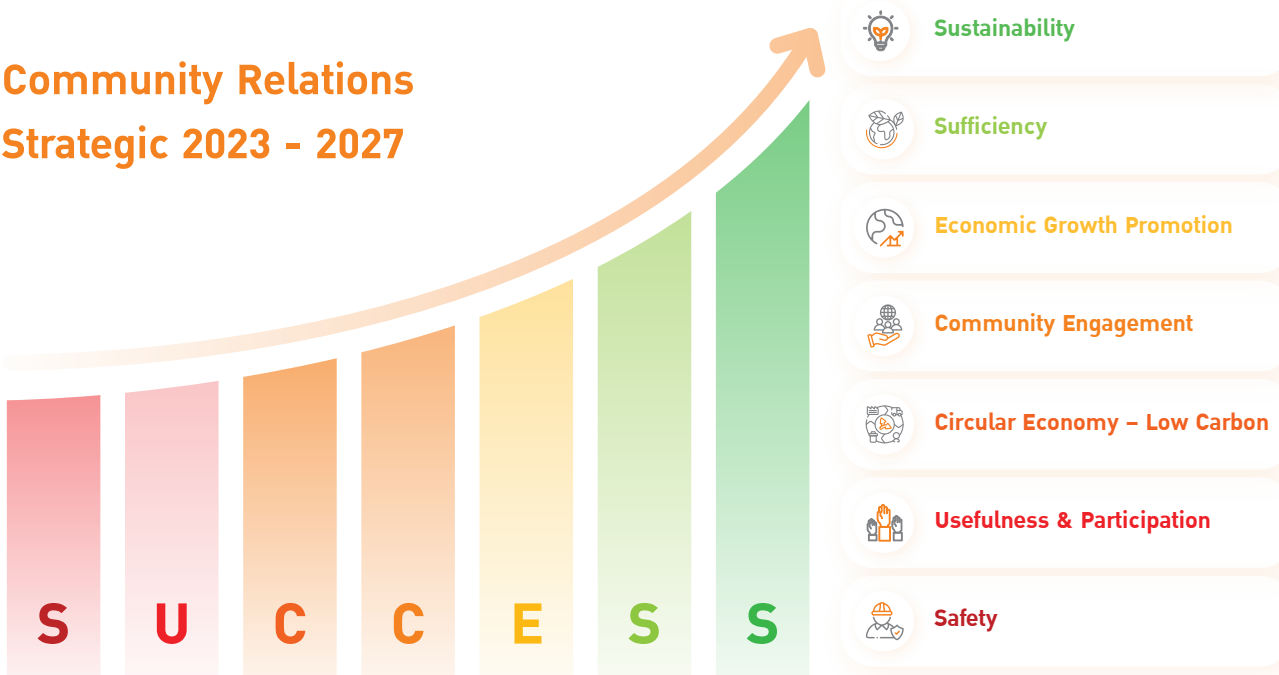 Community Relations
Strategic 2023 - 2027
S U C C E S S
Sustainability
Sufficiency
Economic Growth Promotion
Community Engagement
Circular Economy – Low Carbon
Usefulness & Participation
Safety